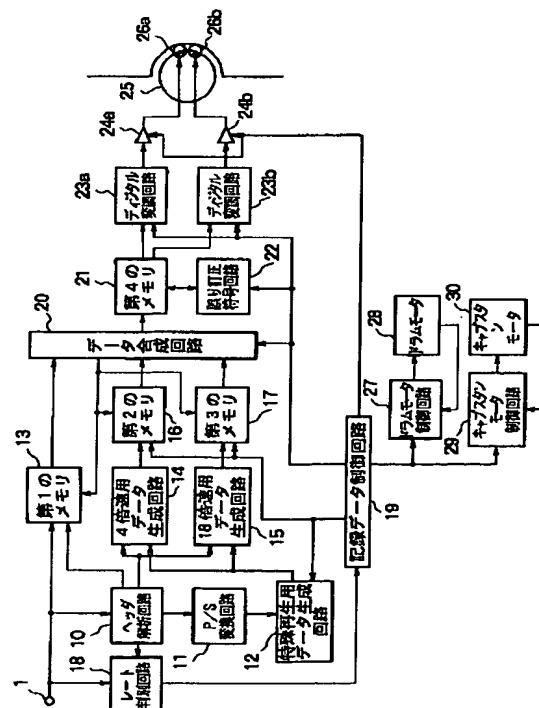 1
18
レート
判別回路
10
ヘッダ
解析回路
11
P/S
変換回路
12
特殊再生用
データ生成
回路
13
第1の
メモリ
14
4倍速用
データ
生成回路
15
18倍速用
データ
生成回路
16
第2の
メモリ
17
第3の
メモリ
19
記録データ制御回路
20
データ合成回路
21
第4の
メモリ
22
誤り訂正
符号回路
23a
ディジタル
変調回路
23b
ディジタル
変調回路
24a
24b
25
26a
26b
27
ドラムモータ
制御回路
28
ドラムモータ
29
キャプスタン
モータ
制御回路
30
キャプスタ
ン
モータ